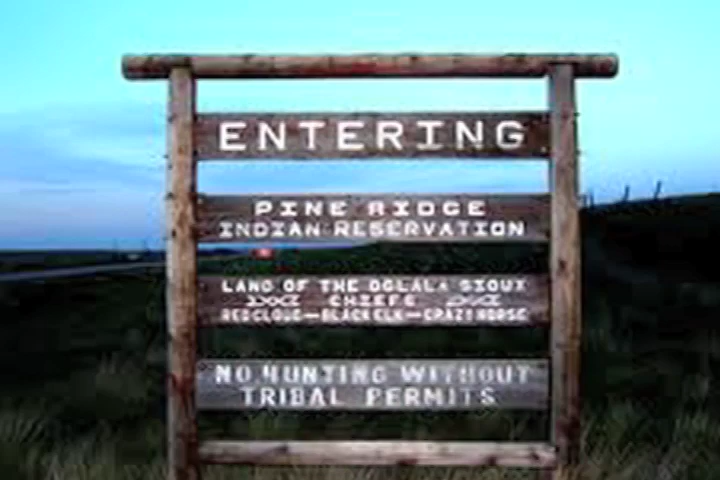 ENTERING
PINE RIDGE
INDIAN RESERVATION
LAND OF THE OGLALA SIOUX
CHIEFS
RED CLOUD—BLACK ELK—CRAZY HORSE
NO HUNTING WITHOUT
TRIBAL PERMITS